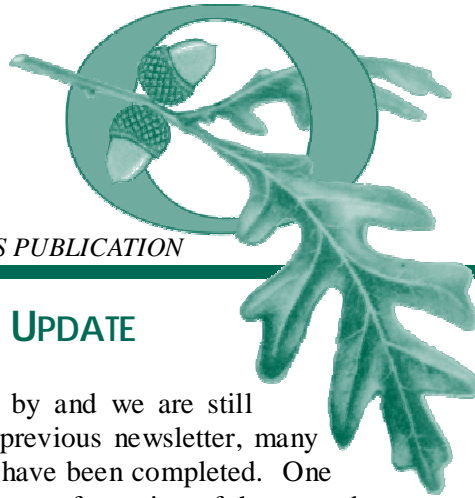 S PUBLICATION
UPDATE
by and we are still
previous newsletter, many
have been completed. One